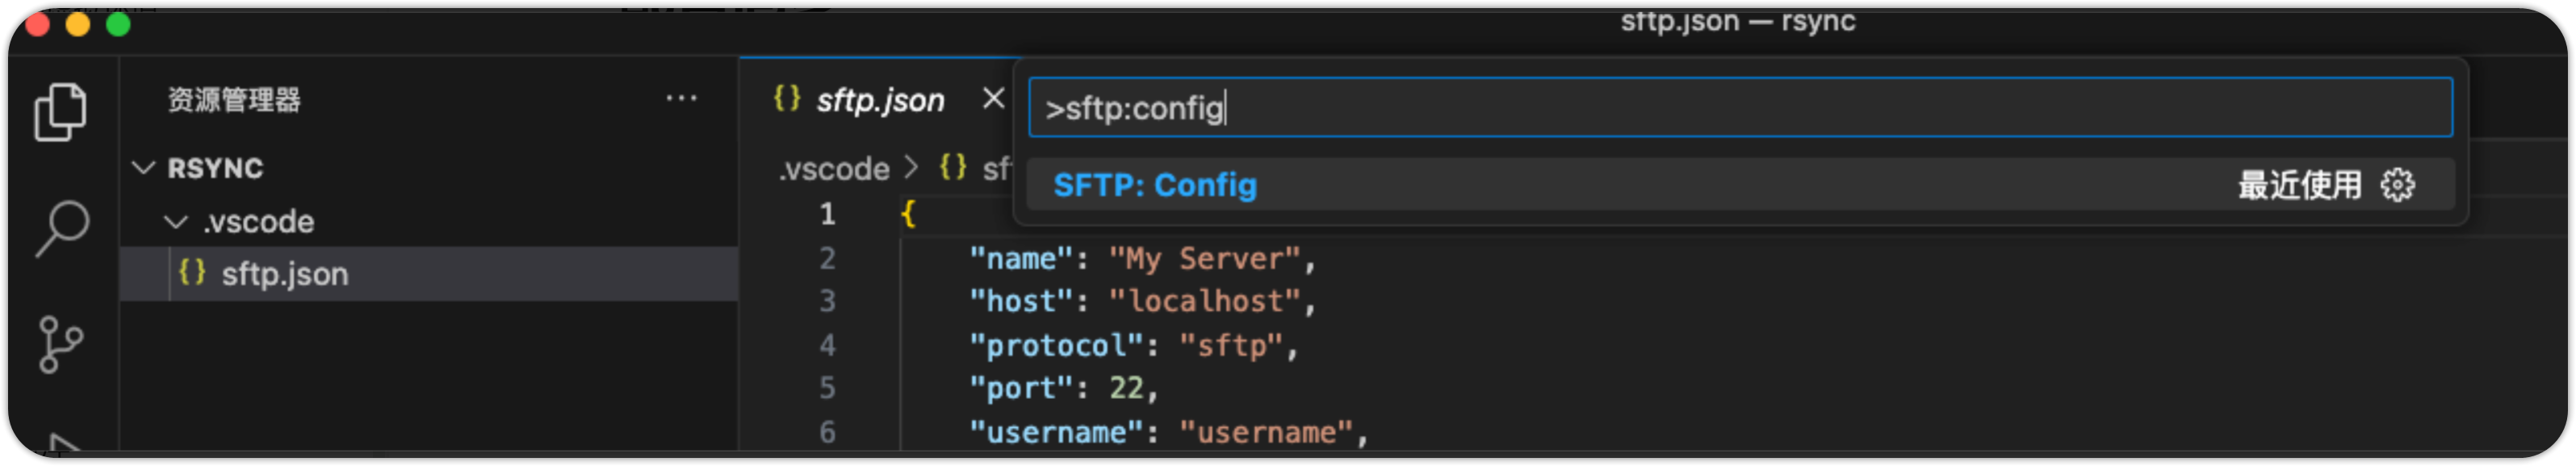 sftp.json — rsync
资源管理器
RSYNC
.vscode
{} sftp.json
{} sftp.json
>sftp:config
SFTP: Config
最近使用
.vscode > {} sf
1 {
2 "name": "My Server",
3 "host": "localhost",
4 "protocol": "sftp",
5 "port": 22,
6 "username": "username",